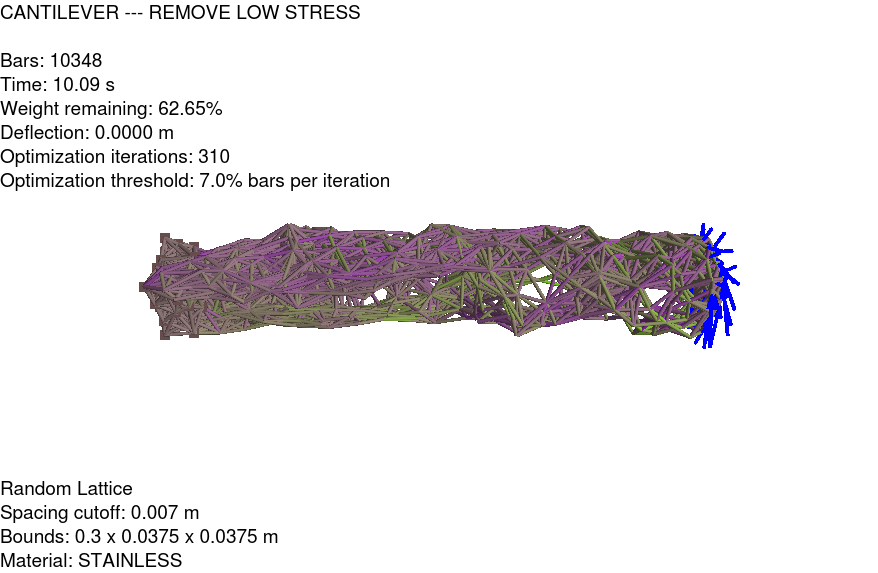 CANTILEVER --- REMOVE LOW STRESS
Bars: 10348
Time: 10.09 s
Weight remaining: 62.65%
Deflection: 0.0000 m
Optimization iterations: 310
Optimization threshold: 7.0% bars per iteration
Random Lattice
Spacing cutoff: 0.007 m
Bounds: 0.3 x 0.0375 x 0.0375 m
Material: STAINLESS